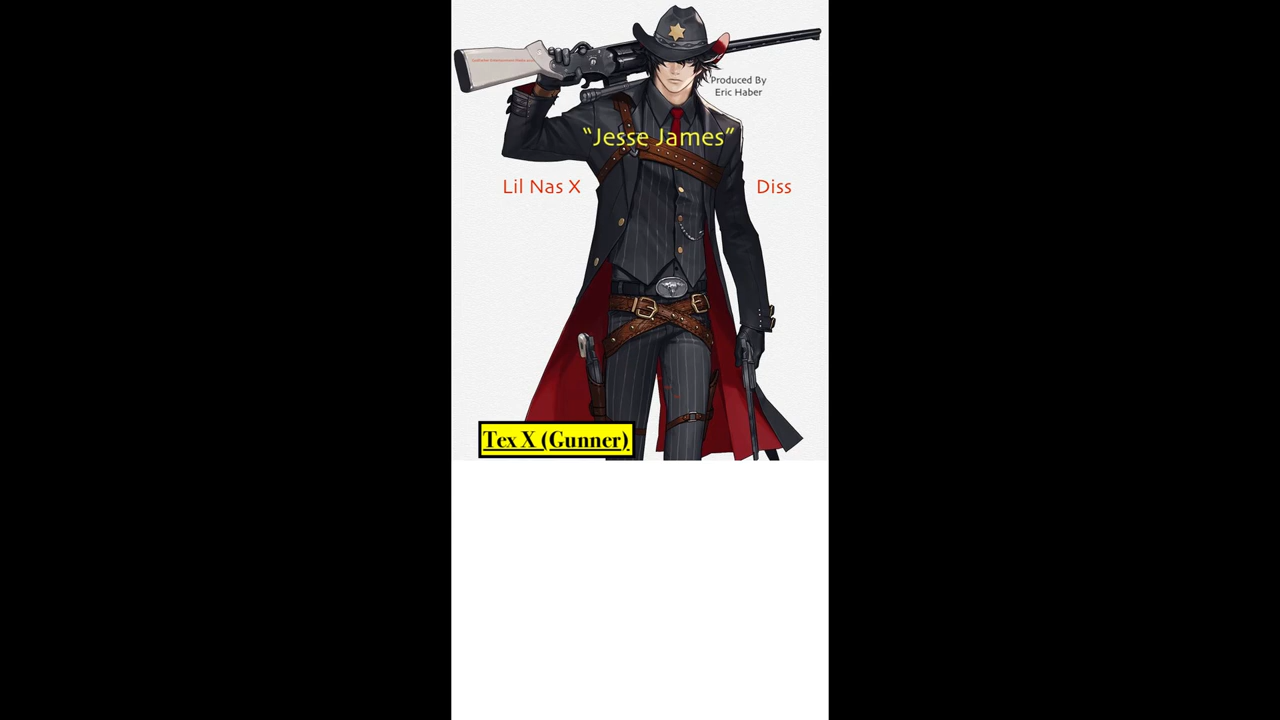 Produced By
Eric Haber
"Jesse James"
Lil Nas X Diss
Tex X (Gunner)